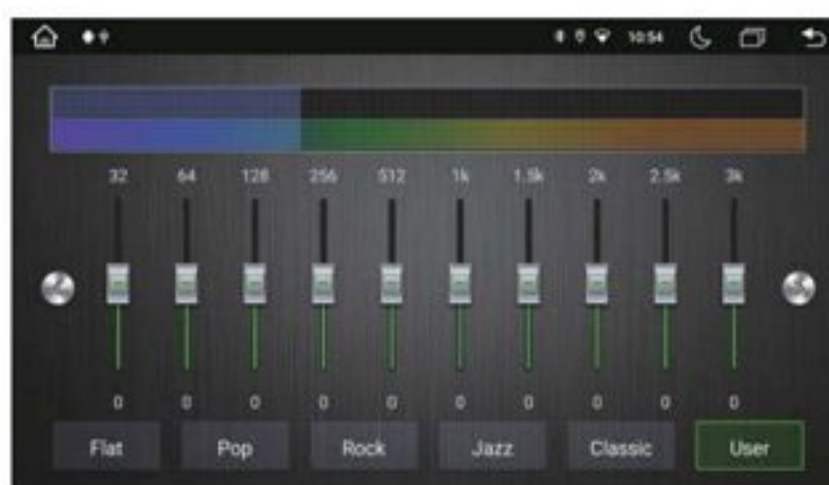 10:54
32 64 128 256 512 1k 1.5k 2k 2.5k 3k
0 0 0 0 0 0 0 0 0 0
Flat Pop Rock Jazz Classic User